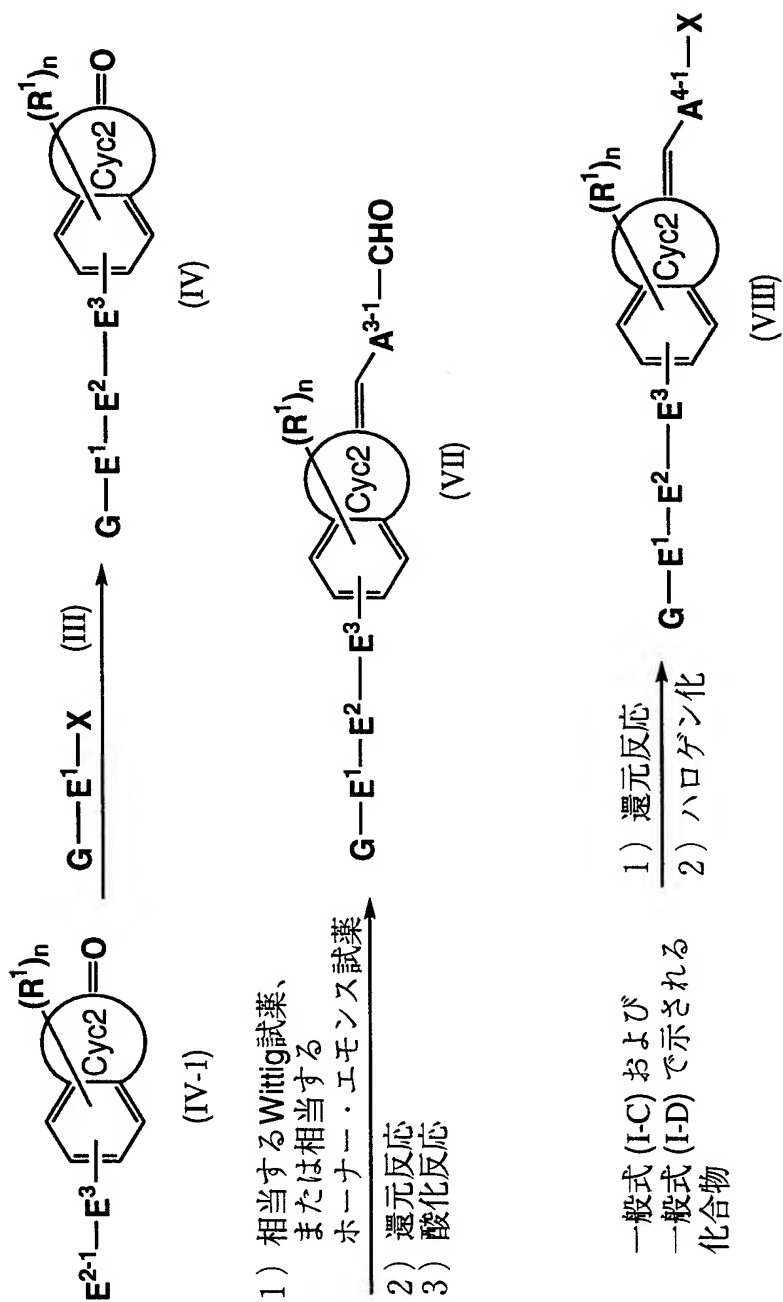 E2-1—E3 Cyc2 (R1)n =O
(IV-1)
G—E1—X (III)
G—E1—E2—E3 Cyc2 (R1)n =O
(IV)
1) 相当するWittig試薬、
または相当する
ホーナー・エモンス試薬
2) 還元反応
3) 酸化反応
G—E1—E2—E3 Cyc2 (R1)n A3-1—CHO
(VII)
一般式 (I-C) および
一般式 (I-D) で示される
化合物
1) 還元反応
2) ハロゲン化
G—E1—E2—E3 Cyc2 (R1)n A4-1—X
(VIII)